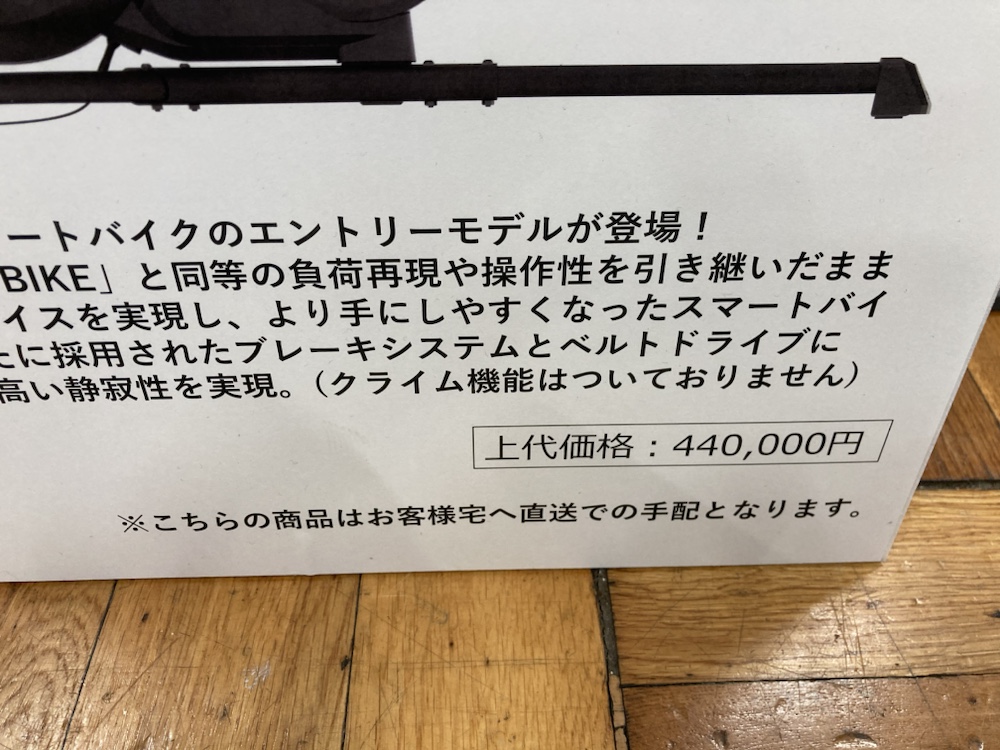 ートバイクのエントリーモデルが登場！
BIKE」と同等の負荷再現や操作性を引き継いだまま
イスを実現し、より手にしやすくなったスマートバイ
たに採用されたブレーキシステムとベルトドライブに
高い静寂性を実現。（クライム機能はついておりません）
上代価格：440,000円
※こちらの商品はお客様宅へ直送での手配となります。